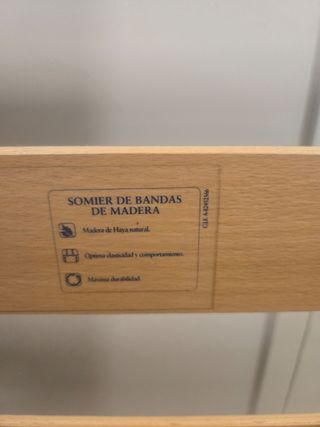 SOMIER DE BANDAS
DE MADERA
Madera de Haya natural.
Optima elasticidad y comportamiento.
Máxima durabilidad.